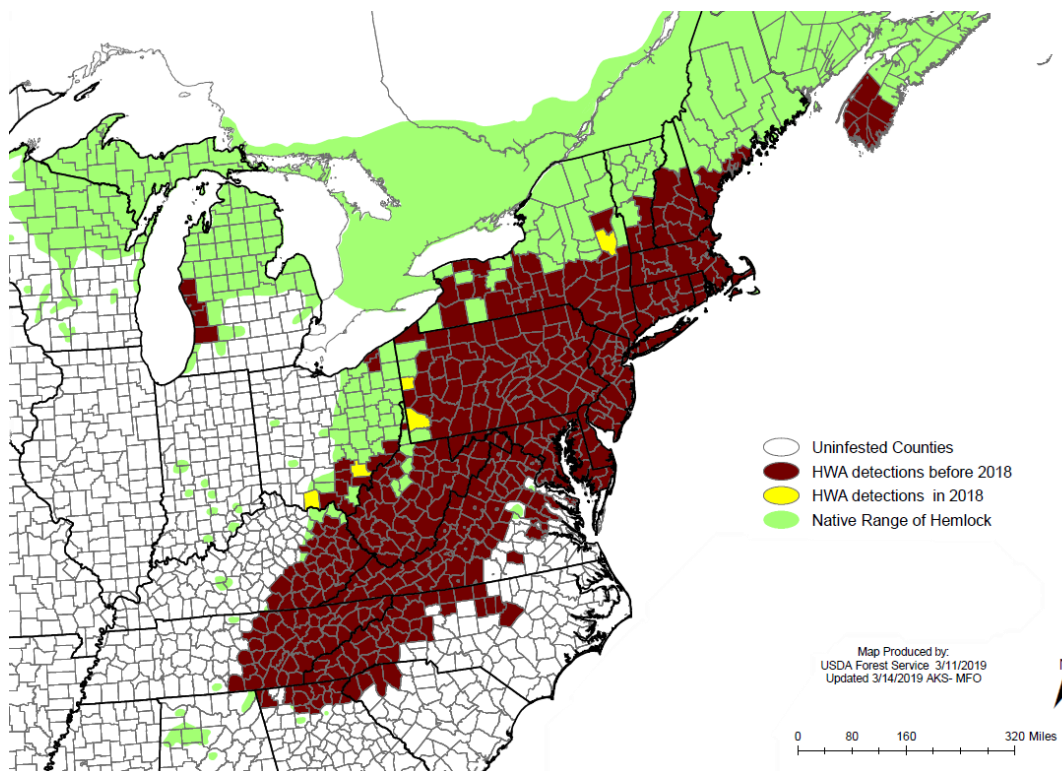 Uninfested Counties
HWA detections before 2018
HWA detections in 2018
Native Range of Hemlock
Map Produced by:
USDA Forest Service 3/11/2019
Updated 3/14/2019 AKS- MFO
0 80 160 320 Miles